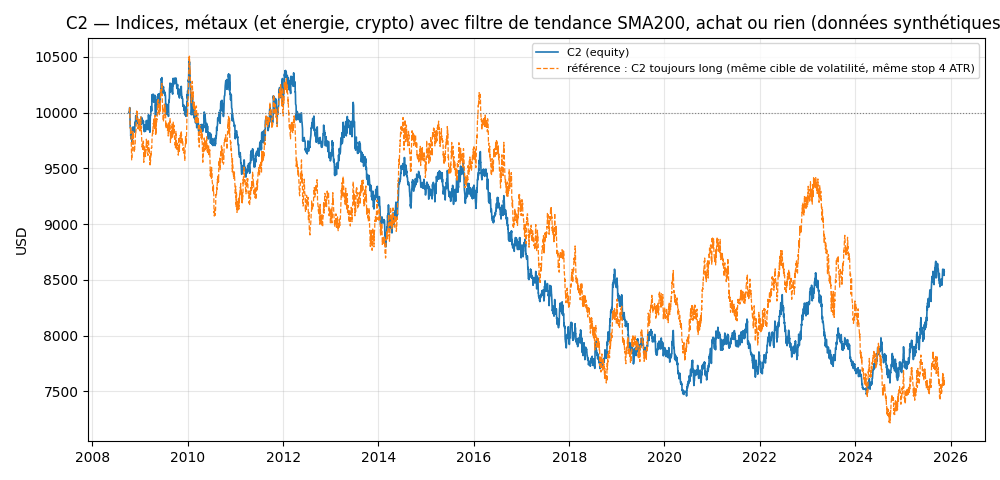 C2 — Indices, métaux (et énergie, crypto) avec filtre de tendance SMA200, achat ou rien (données synthétiques
C2 (equity)
référence : C2 toujours long (même cible de volatilité, même stop 4 ATR)
USD
10500
10000
9500
9000
8500
8000
7500
2008 2010 2012 2014 2016 2018 2020 2022 2024 2026